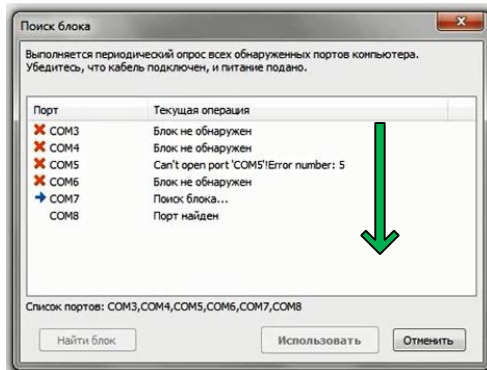 Поиск блока
Выполняется периодический опрос всех обнаруженных портов компьютера.
Убедитесь, что кабель подключен, и питание подано.
Порт Текущая операция
COM3 Блок не обнаружен
COM4 Блок не обнаружен
COM5 Can't open port 'COM5'!Error number: 5
COM6 Блок не обнаружен
COM7 Поиск блока...
COM8 Порт найден
Список портов: COM3,COM4,COM5,COM6,COM7,COM8
Найти блок Использовать Отменить